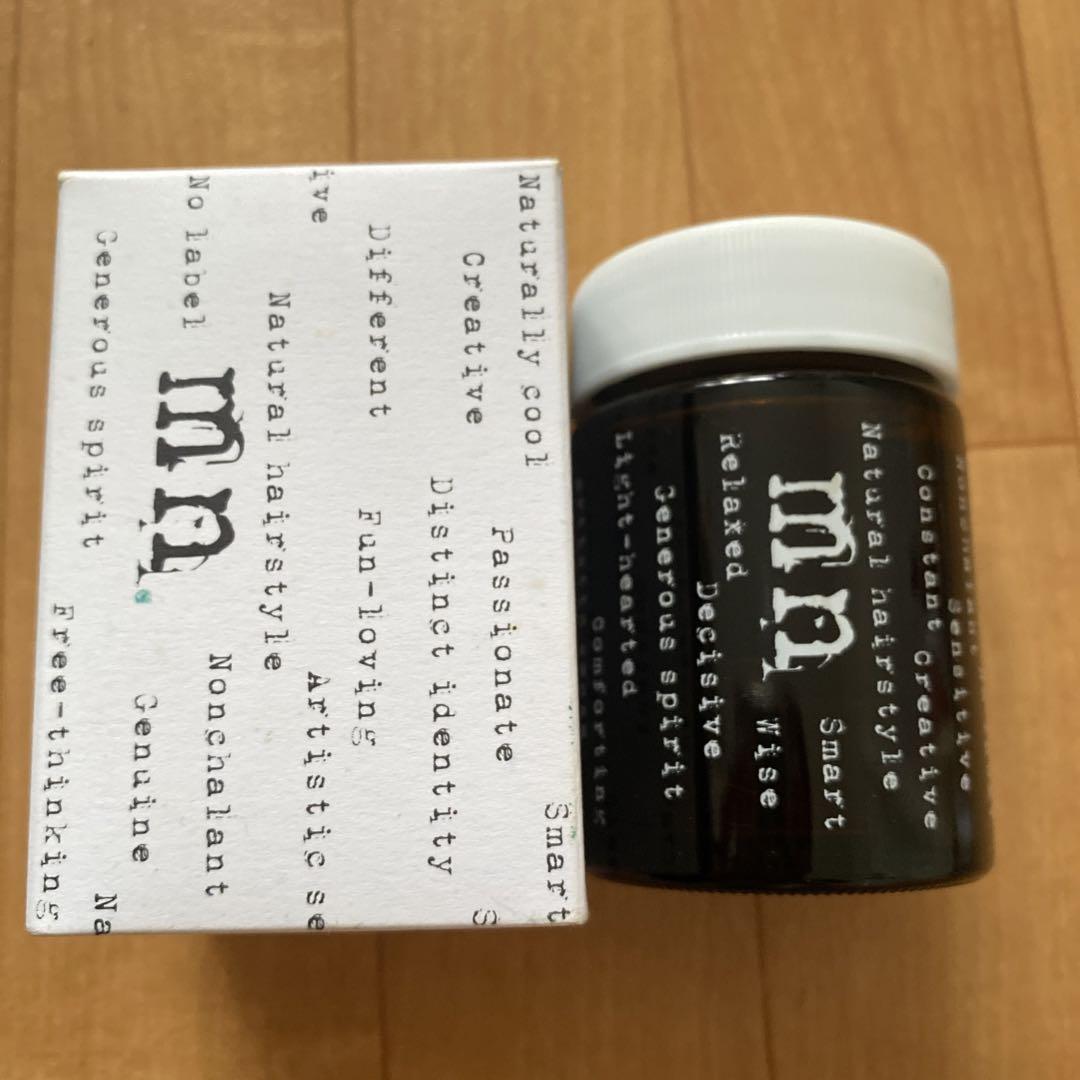 Naturally cool
Smart
Creative
Passionate
S
Distinct identity
Different
Fun-loving
ive
Artistic se
Natural hairstyle
No label
mn
Nonchalant
Genuine
Generous spirit
Na
Free-thinking
Nonchalant
Sensitive
Constant Creative
Natural hairstyle
Smart
mn
Wise
Relaxed
Decisive
Generous spirit
Light-hearted
Comforting